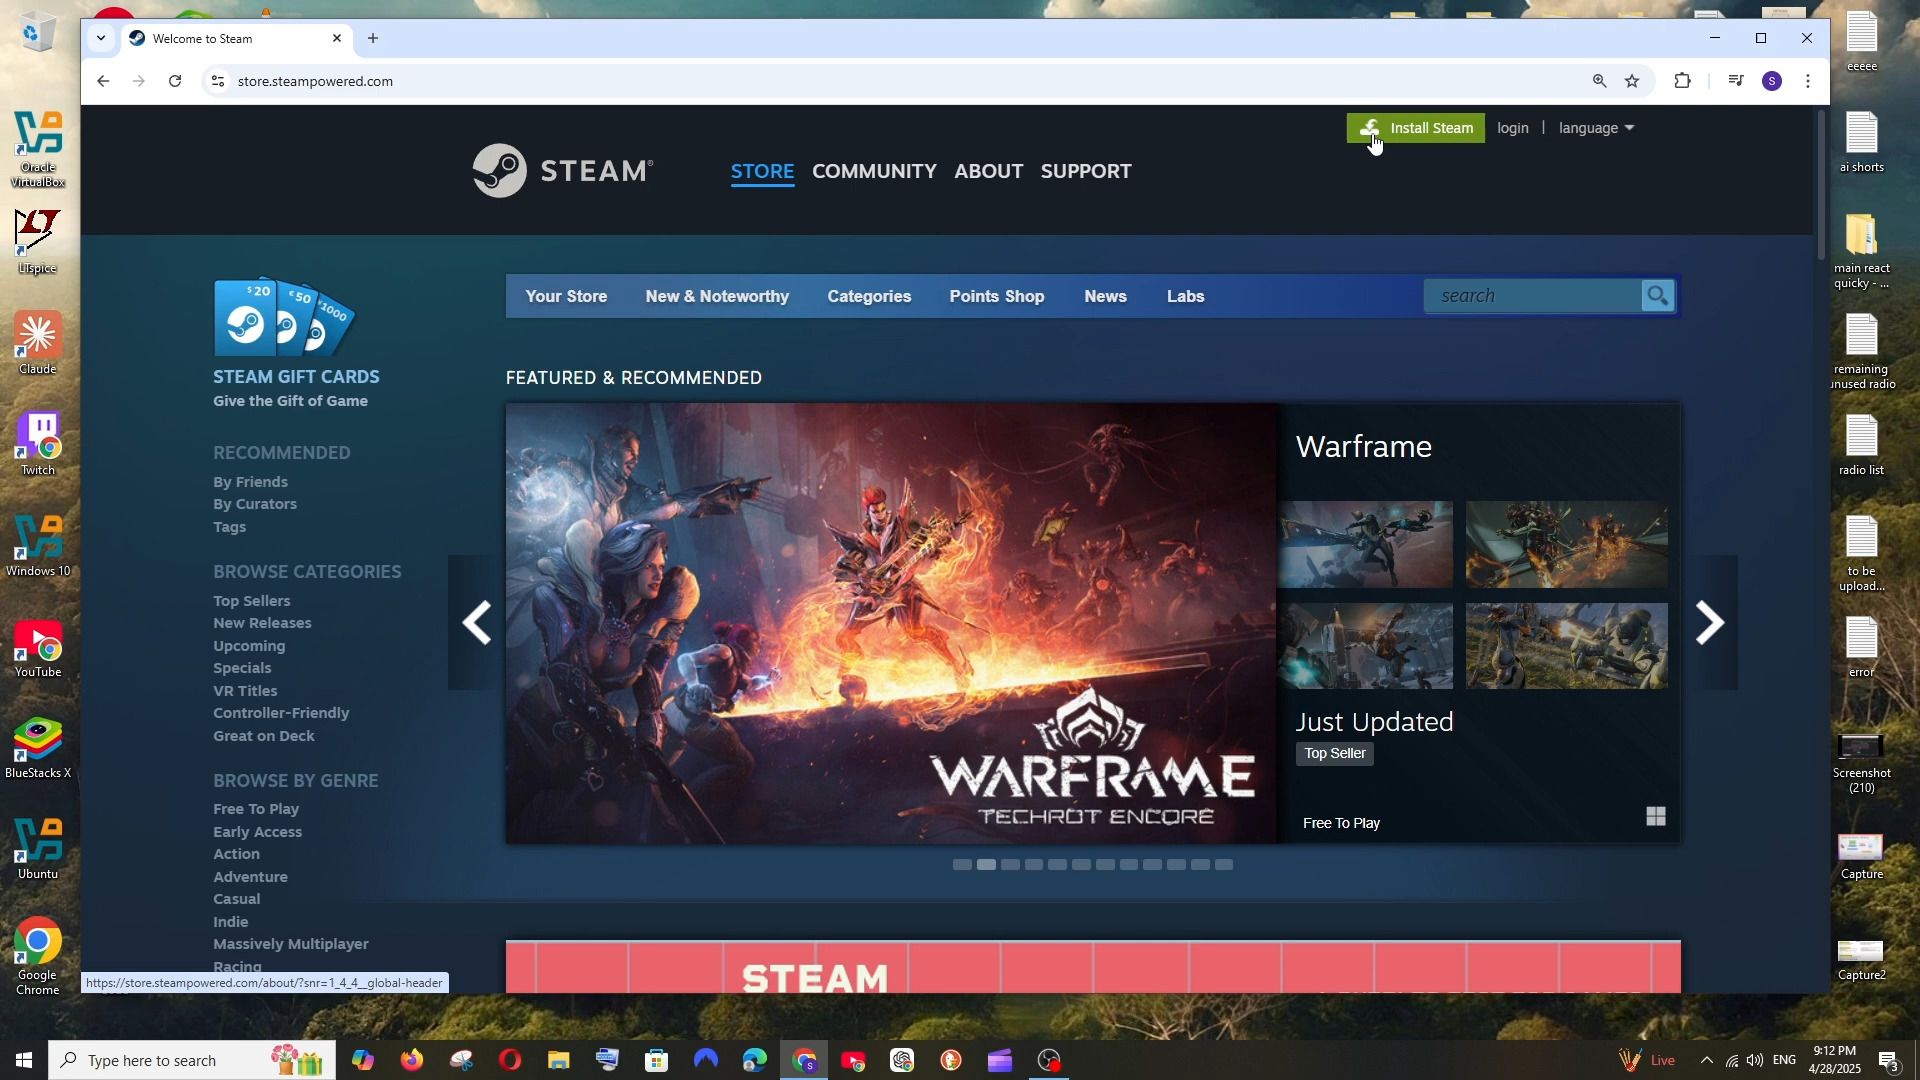 Welcome to Steam
store.steampowered.com
S
Install Steam
login
language
STEAM®
STORE
COMMUNITY
ABOUT
SUPPORT
Your Store
New & Noteworthy
Categories
Points Shop
News
Labs
search
$20
€50
1000
STEAM GIFT CARDS
Give the Gift of Game
RECOMMENDED
By Friends
By Curators
Tags
BROWSE CATEGORIES
Top Sellers
New Releases
Upcoming
Specials
VR Titles
Controller-Friendly
Great on Deck
BROWSE BY GENRE
Free To Play
Early Access
Action
Adventure
Casual
Indie
Massively Multiplayer
Racing
FEATURED & RECOMMENDED
WARFRAME
TECHROT ENCORE
Warframe
Just Updated
Top Seller
Free To Play
STEAM
https://store.steampowered.com/about/?snr=1_4_4__global-header
Oracle
VirtualBox
LTspice
Claude
Twitch
Windows 10
YouTube
BlueStacks X
Ubuntu
Google
Chrome
eeeee
ai shorts
main react
quicky - ...
remaining
unused radio
radio list
to be
upload...
error
Screenshot
(210)
Capture
Capture2
Type here to search
Live
ENG
9:12 PM
4/28/2025
3